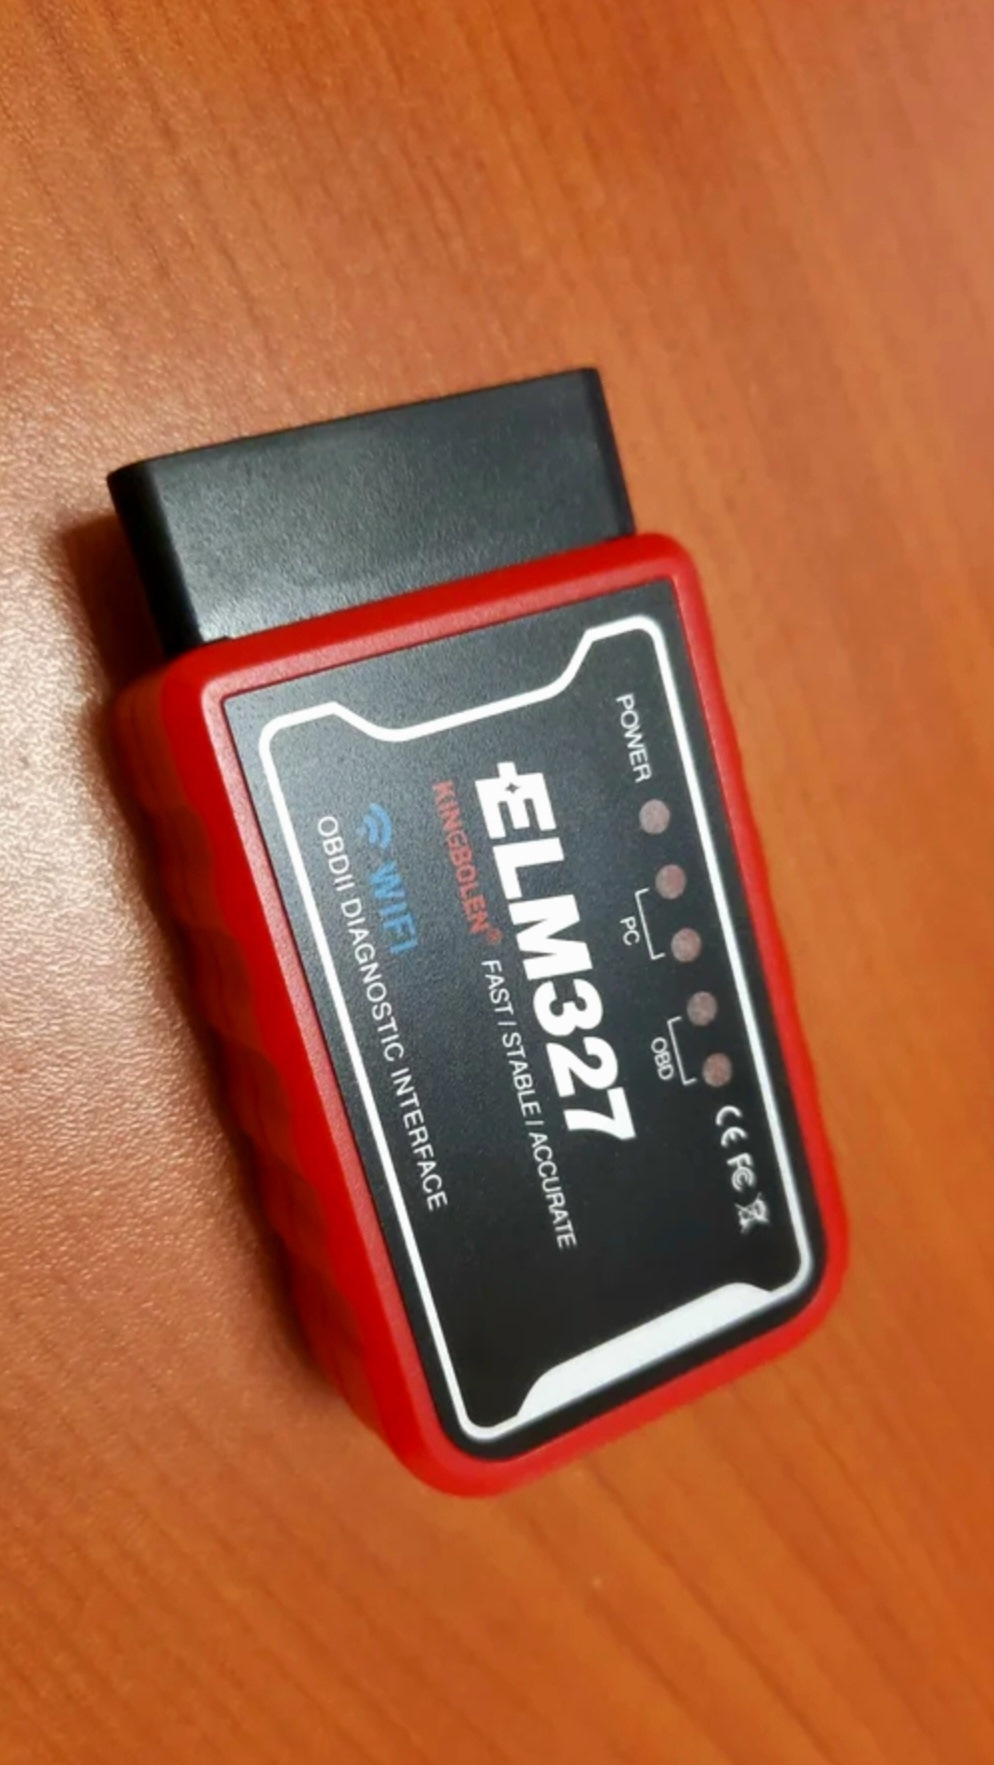 POWER
PC
OBD
CE FC
ELM327
KINGBOLEN® FAST / STABLE / ACCURATE
WIFI
OBDII DIAGNOSTIC INTERFACE